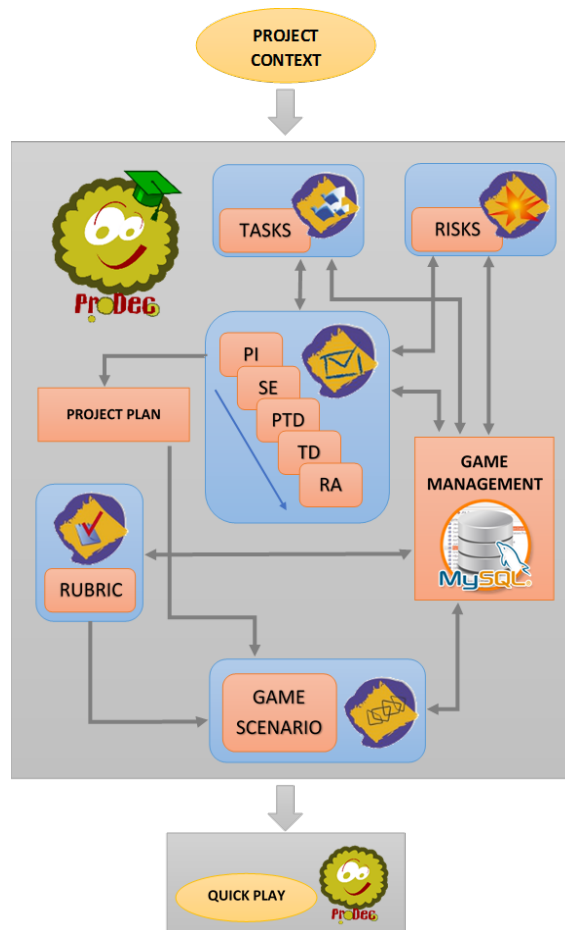 PROJECT
CONTEXT
TASKS
RISKS
ProDec
PI
SE
PTD
TD
RA
PROJECT PLAN
GAME
MANAGEMENT
MySQL
RUBRIC
GAME
SCENARIO
QUICK PLAY
ProDec